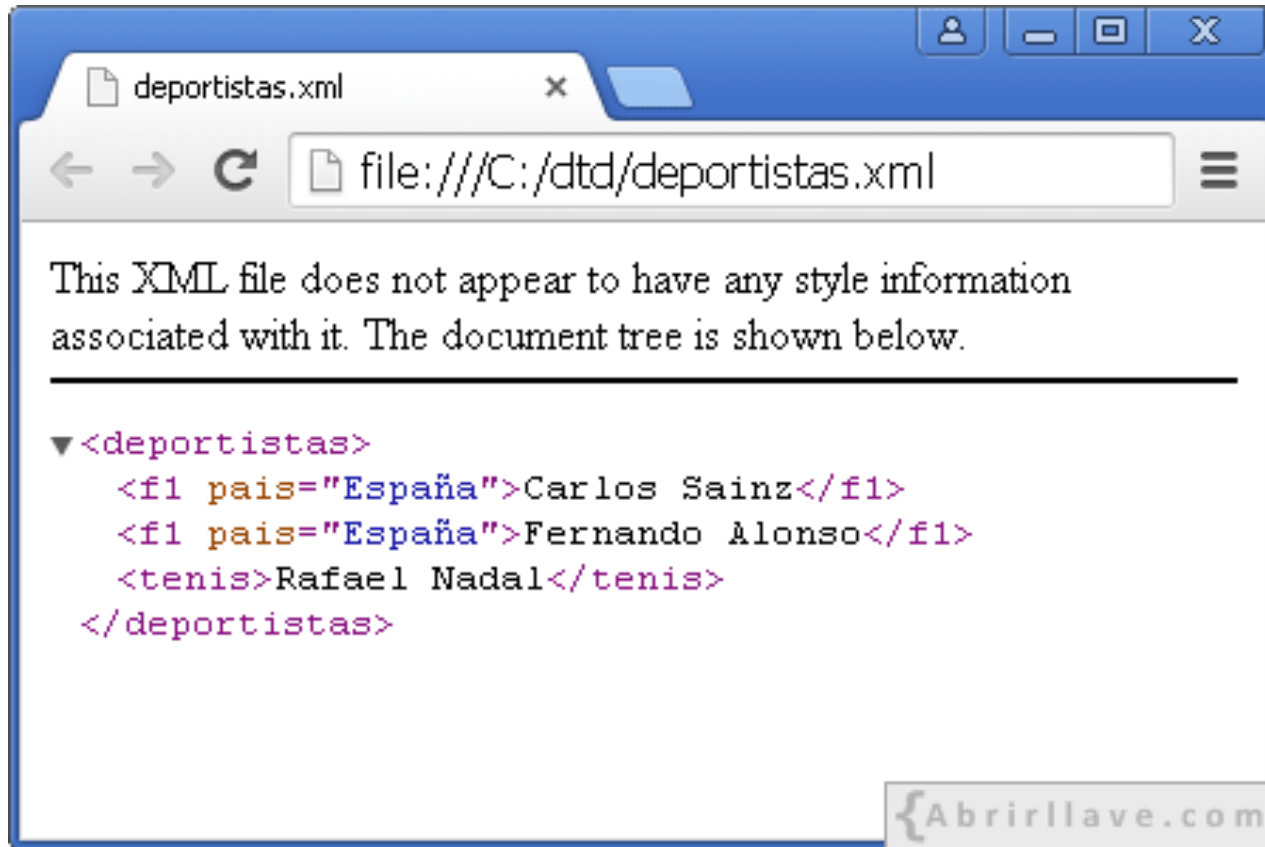 deportistas.xml
file:///C:/dtd/deportistas.xml
This XML file does not appear to have any style information
associated with it. The document tree is shown below.
<deportistas>
<f1 pais="España">Carlos Sainz</f1>
<f1 pais="España">Fernando Alonso</f1>
<tenis>Rafael Nadal</tenis>
</deportistas>
{Abrirllave.com